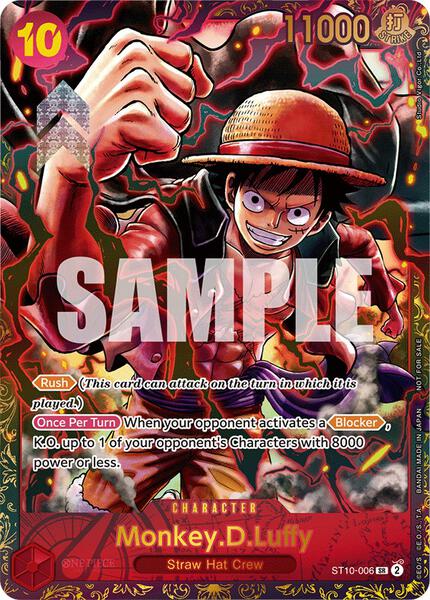 10
11000 打
STRIKE
SAMPLE
Rush (This card can attack on the turn in which it is
played.)
Once Per Turn When your opponent activates a Blocker ,
K.O. up to 1 of your opponent's Characters with 8000
power or less.
CHARACTER
Monkey.D.Luffy
Straw Hat Crew
ONE PIECE
ST10-006 SR 2
NOT FOR SALE
BANDAI MADE IN JAPAN
©E.O./S. ©E.O./S., T.A.